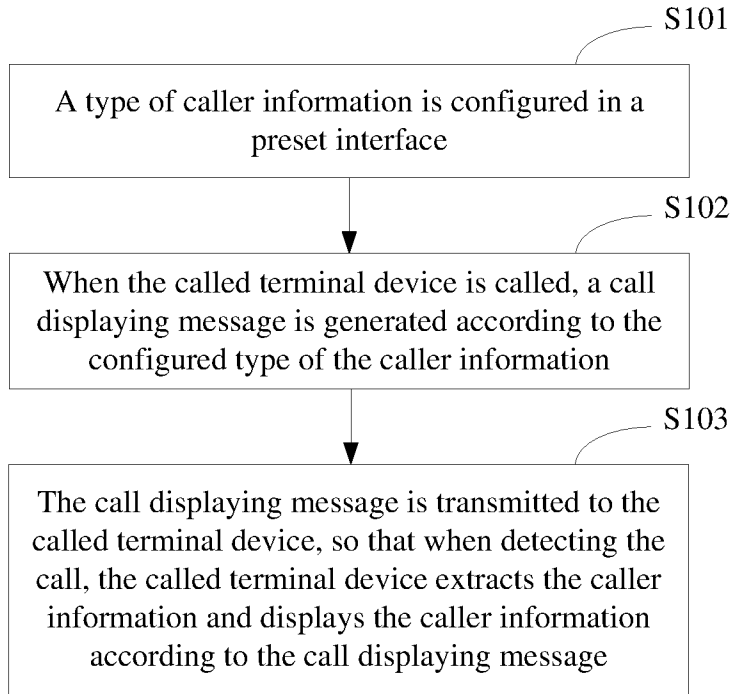 S101
A type of caller information is configured in a
preset interface
S102
When the called terminal device is called, a call
displaying message is generated according to the
configured type of the caller information
S103
The call displaying message is transmitted to the
called terminal device, so that when detecting the
call, the called terminal device extracts the caller
information and displays the caller information
according to the call displaying message